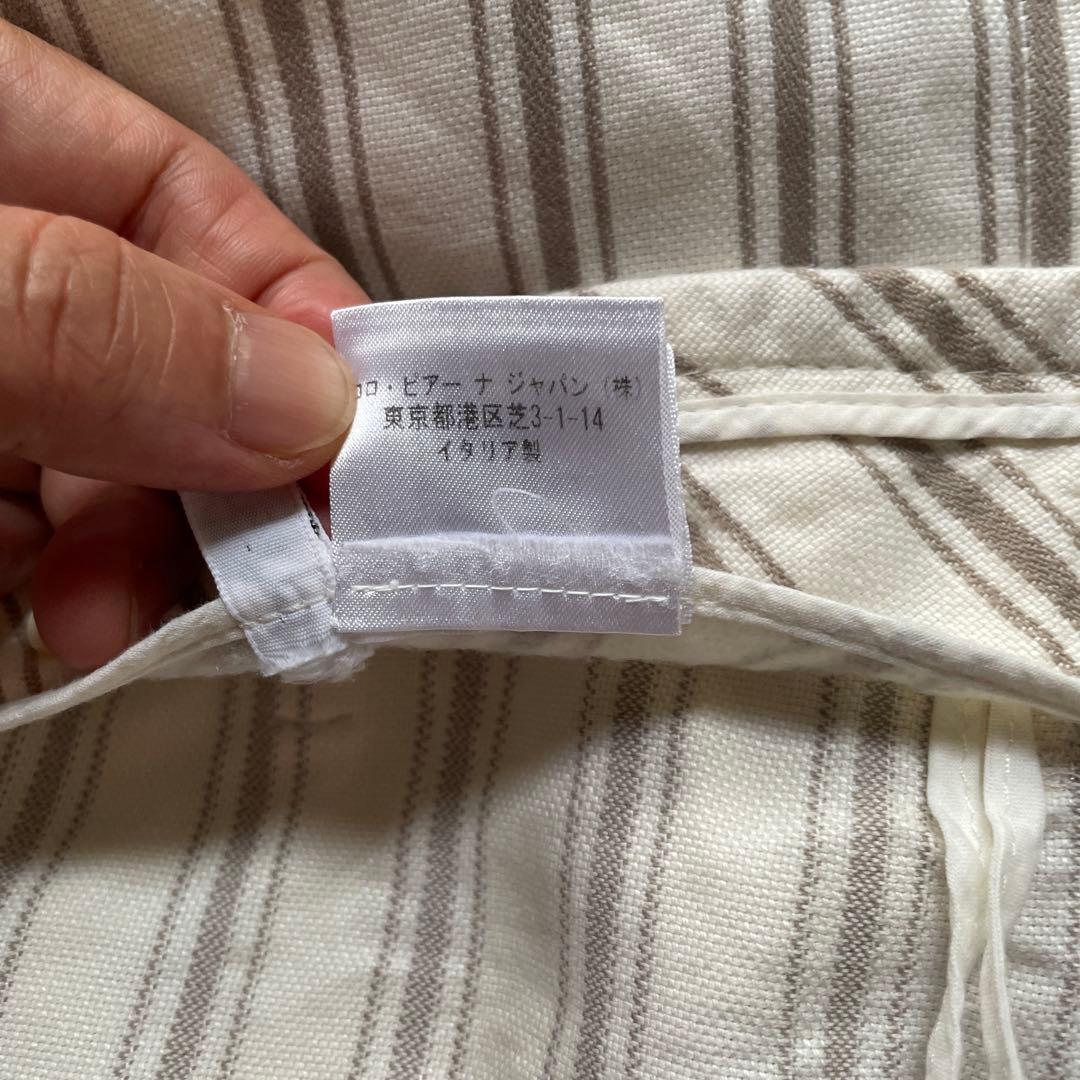 ロロ・ピアーナ ジャパン (株)
東京都港区芝3-1-14
イタリア製